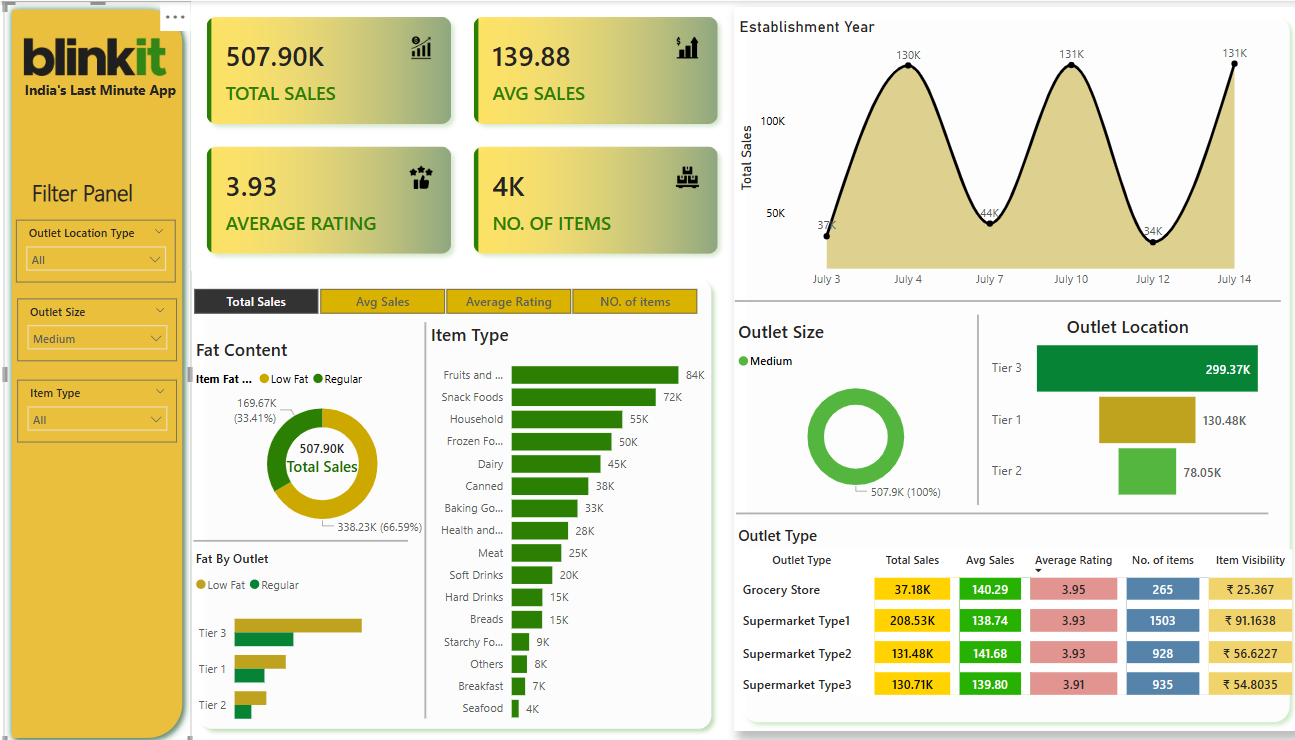 blinkit
India's Last Minute App
Filter Panel
Outlet Location Type
All
Outlet Size
Medium
Item Type
All
507.90K
TOTAL SALES
139.88
AVG SALES
3.93
AVERAGE RATING
4K
NO. OF ITEMS
Total Sales
Avg Sales
Average Rating
NO. of items
Fat Content
Item Fat ... Low Fat Regular
169.67K
(33.41%)
507.90K
Total Sales
338.23K (66.59%)
Fat By Outlet
Low Fat Regular
Tier 3
Tier 1
Tier 2
Item Type
Fruits and ... 84K
Snack Foods 72K
Household 55K
Frozen Fo... 50K
Dairy 45K
Canned 38K
Baking Go... 33K
Health and... 28K
Meat 25K
Soft Drinks 20K
Hard Drinks 15K
Breads 15K
Starchy Fo... 9K
Others 8K
Breakfast 7K
Seafood 4K
Establishment Year
Total Sales
100K
50K
37K
130K
44K
131K
34K
131K
July 3 July 4 July 7 July 10 July 12 July 14
Outlet Size
Medium
507.9K (100%)
Outlet Location
Tier 3 299.37K
Tier 1 130.48K
Tier 2 78.05K
Outlet Type
Outlet Type Total Sales Avg Sales Average Rating No. of items Item Visibility
Grocery Store 37.18K 140.29 3.95 265 ₹ 25.367
Supermarket Type1 208.53K 138.74 3.93 1503 ₹ 91.1638
Supermarket Type2 131.48K 141.68 3.93 928 ₹ 56.6227
Supermarket Type3 130.71K 139.80 3.91 935 ₹ 54.8035